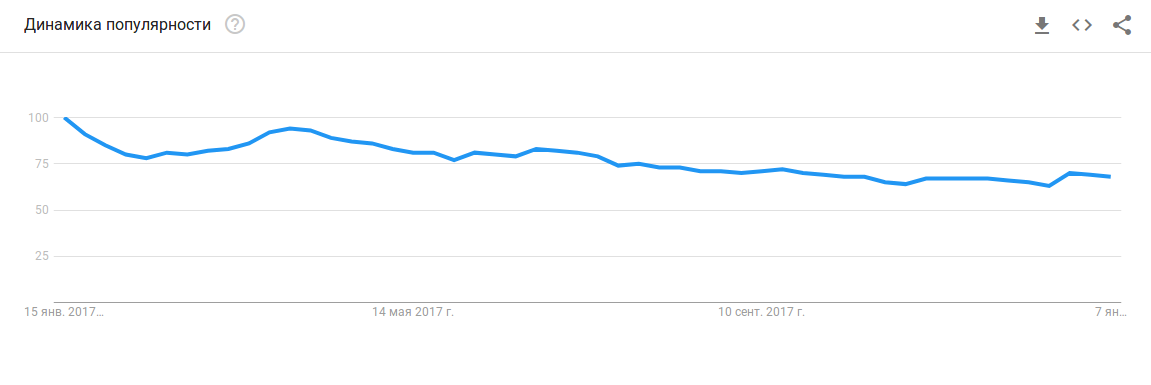 Динамика популярности ?
100
75
50
25
15 янв. 2017…
14 мая 2017 г.
10 сент. 2017 г.
7 ян…